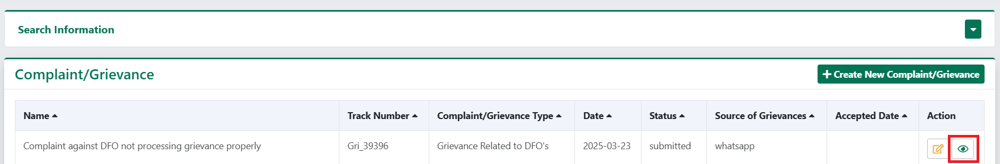 Search Information
Complaint/Grievance
Create New Complaint/Grievance
Name Track Number Complaint/Grievance Type Date Status Source of Grievances Accepted Date Action
Complaint against DFO not processing grievance properly Gri_39396 Grievance Related to DFO's 2025-03-23 submitted whatsapp